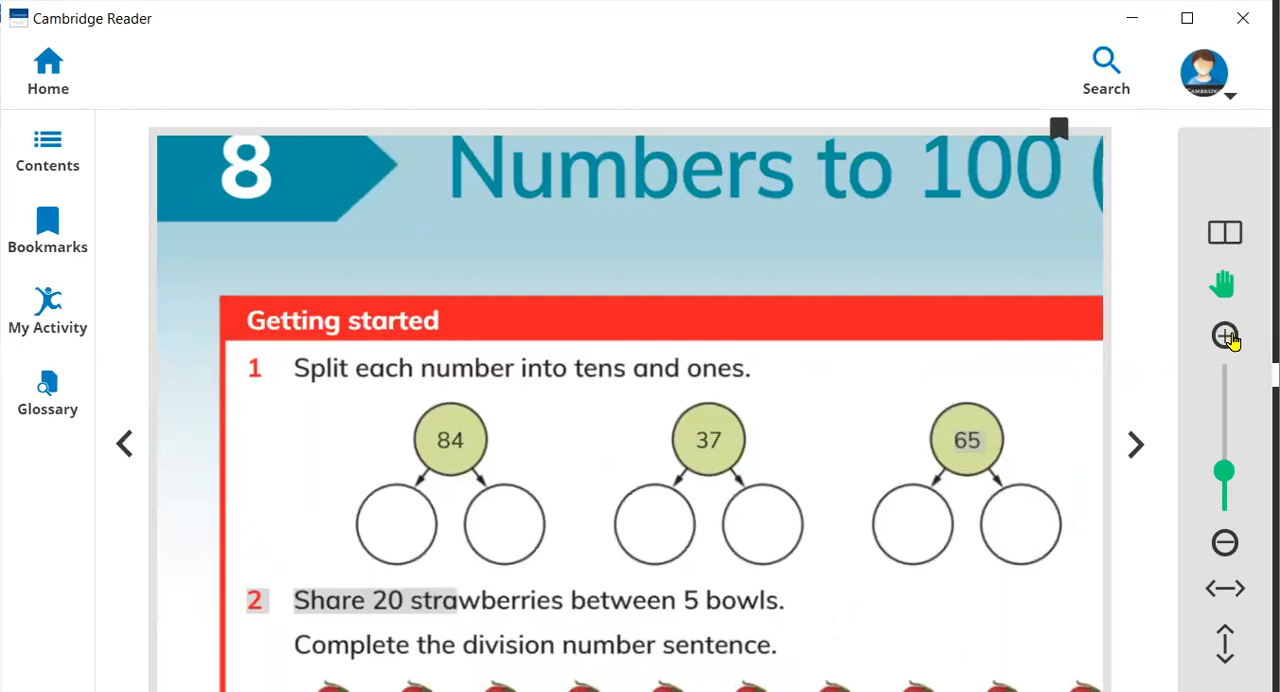 Cambridge Reader
Home
Search
CAMBRIDGE
Contents
Bookmarks
My Activity
Glossary
8 Numbers to 100 (
Getting started
1 Split each number into tens and ones.
84 37 65
2 Share 20 strawberries between 5 bowls.
Complete the division number sentence.